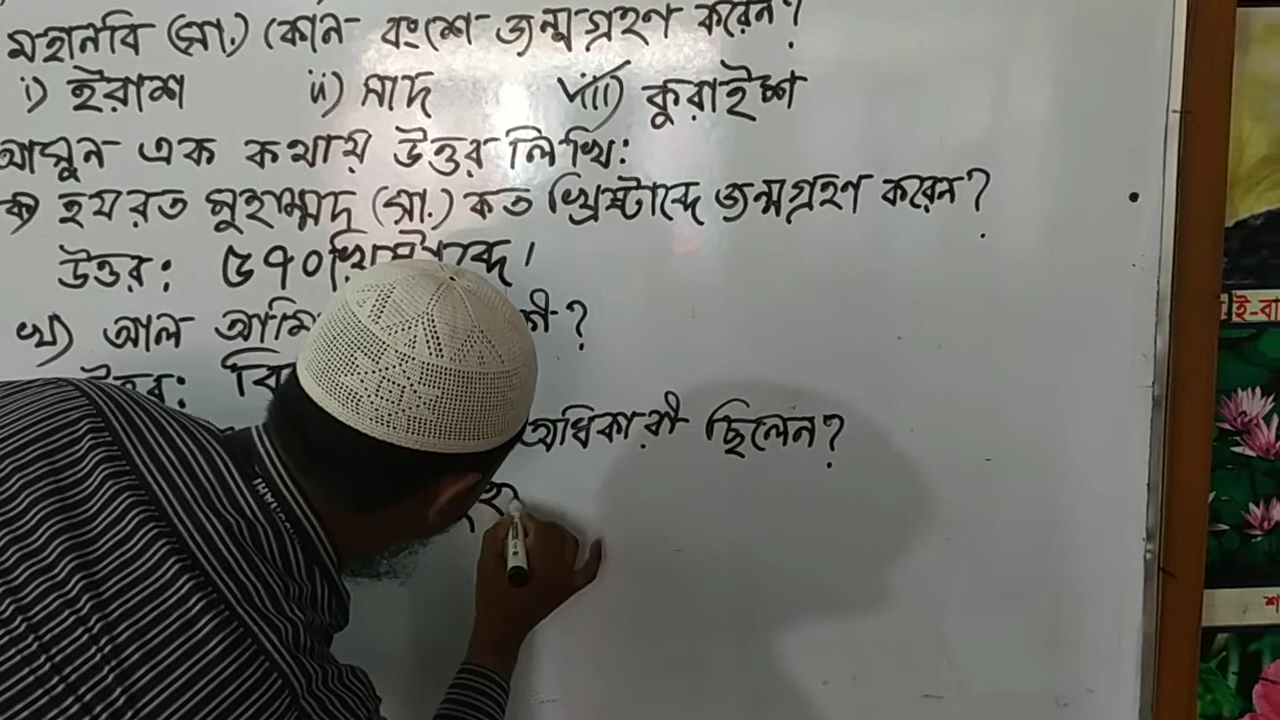 মহানবি (সা.) কোন বংশে জন্মগ্রহণ করেন?
i) ইরাশ ii) সাদ iii) কুরাইশ
আসুন এক কথায় উত্তর লিখি:
ক) হযরত মুহাম্মদ (সা.) কত খ্রিষ্টাব্দে জন্মগ্রহণ করেন?
উত্তর: ৫৭০ খ্রিষ্টাব্দে।
খ) আল আমি কী?
উত্তর: বি
অধিকারী ছিলেন?
ই-বা